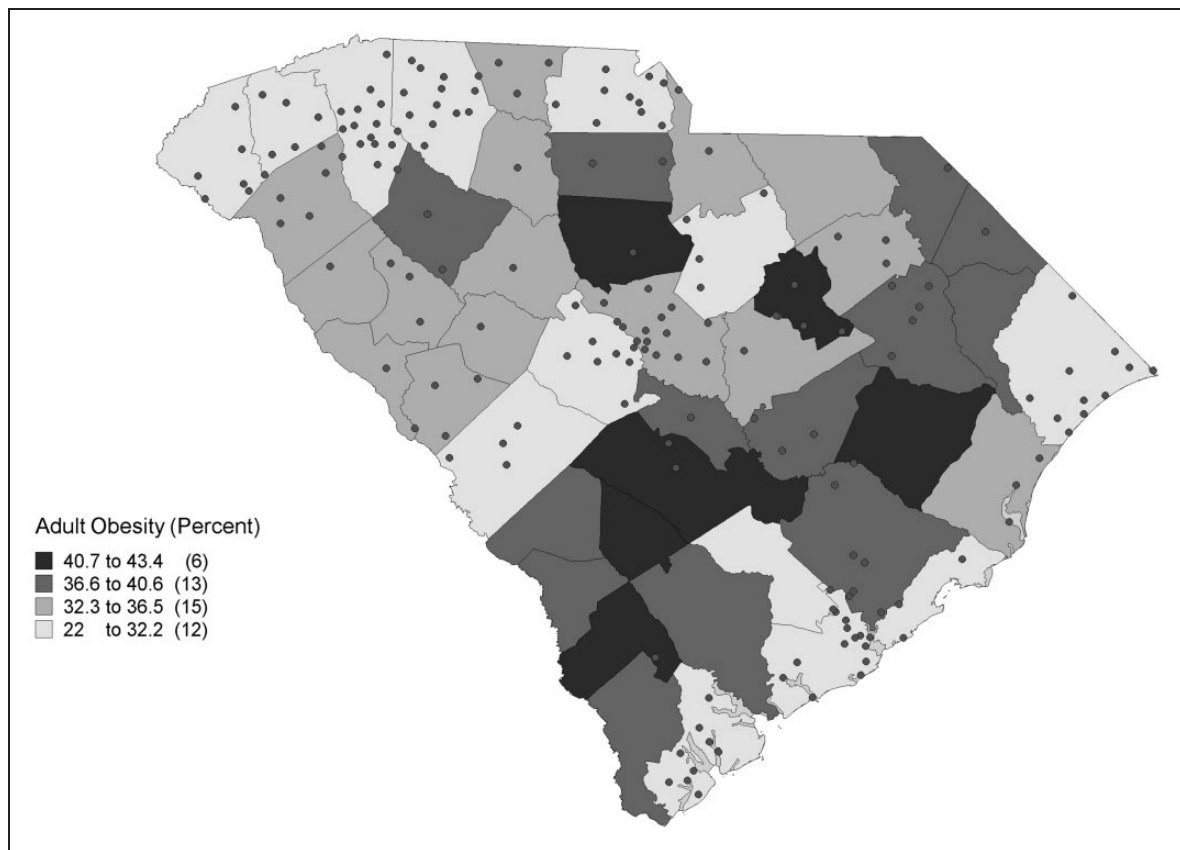 Adult Obesity (Percent)
40.7 to 43.4 (6)
36.6 to 40.6 (13)
32.3 to 36.5 (15)
22 to 32.2 (12)